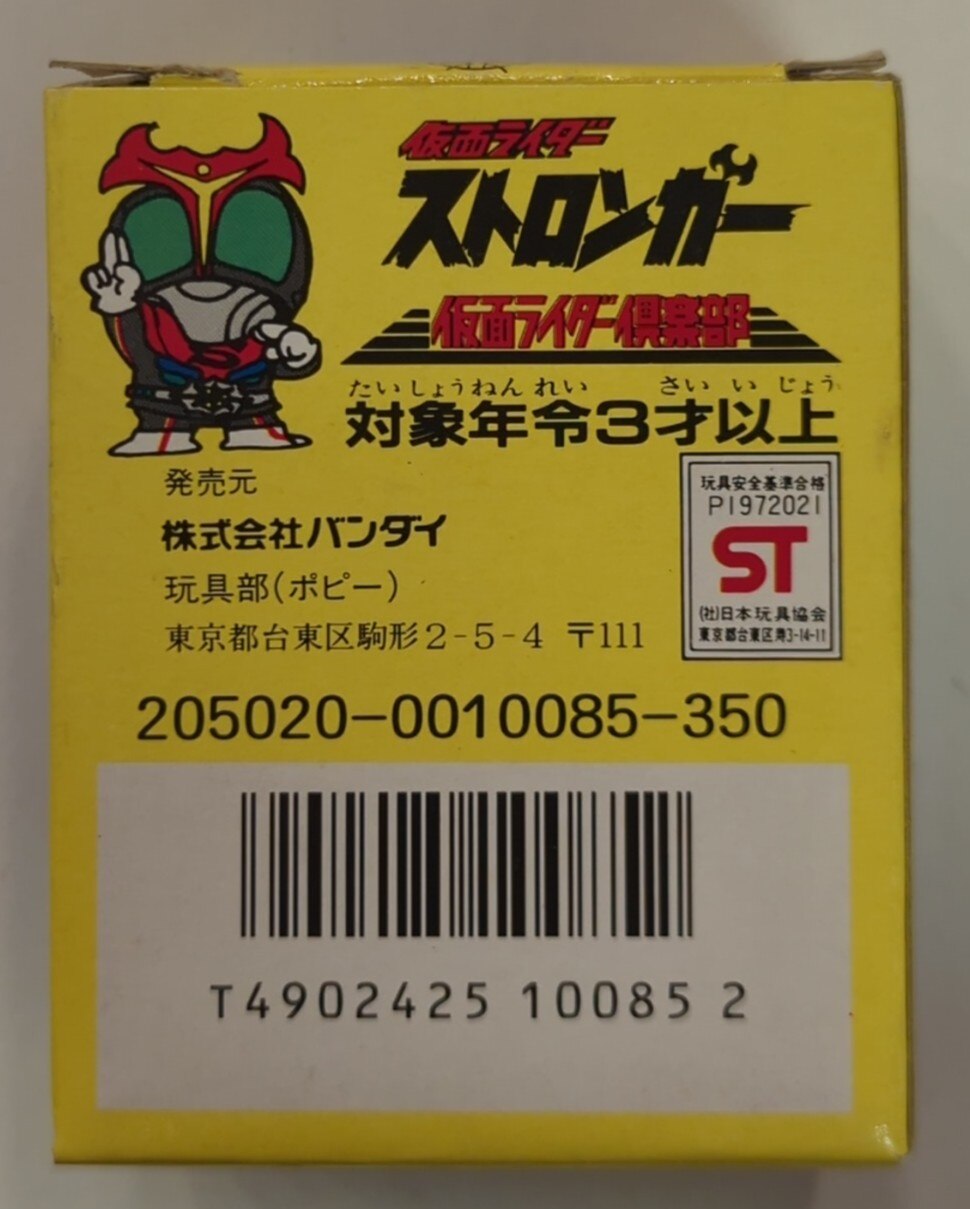 仮面ライダー
ストロンガー
仮面ライダー倶楽部
たいしょうねんれい さいいじょう
対象年令3才以上
発売元
株式会社バンダイ
玩具部(ポピー)
東京都台東区駒形2-5-4 〒111
玩具安全基準合格
P1972021
ST
(社)日本玩具協会
東京都台東区寿3-14-11
205020-0010085-350
T4902425 10085 2